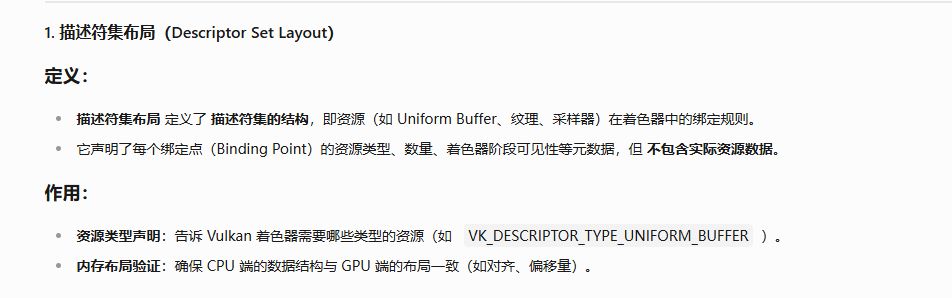 1. 描述符集布局（Descriptor Set Layout）
定义：
• 描述符集布局 定义了 描述符集的结构，即资源（如 Uniform Buffer、纹理、采样器）在着色器中的绑定规则。
• 它声明了每个绑定点（Binding Point）的资源类型、数量、着色器阶段可见性等元数据，但 不包含实际资源数据。
作用：
• 资源类型声明：告诉 Vulkan 着色器需要哪些类型的资源（如 VK_DESCRIPTOR_TYPE_UNIFORM_BUFFER ）。
• 内存布局验证：确保 CPU 端的数据结构与 GPU 端的布局一致（如对齐、偏移量）。